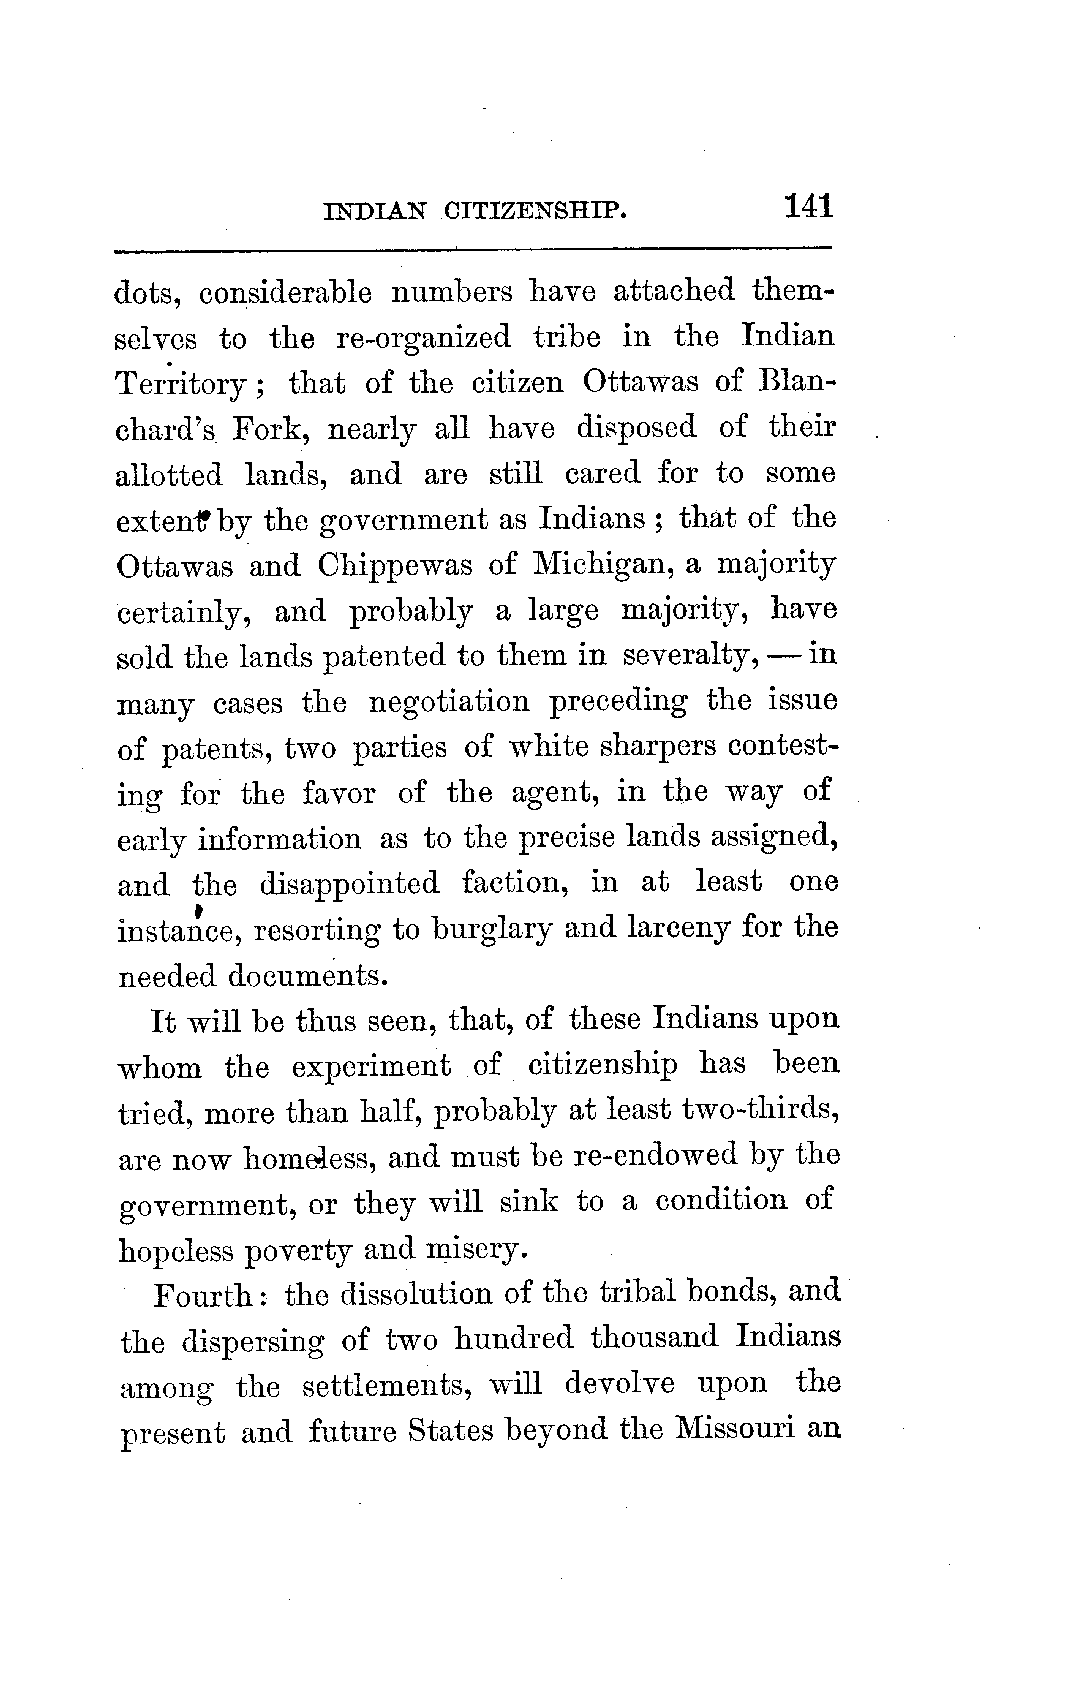 INDIAN CITIZENSHIP. 141
dots, considerable numbers have attached them-
selves to the re-organized tribe in the Indian
Territory; that of the citizen Ottawas of Blan-
chard's Fork, nearly all have disposed of their
allotted lands, and are still cared for to some
extent by the government as Indians; that of the
Ottawas and Chippewas of Michigan, a majority
certainly, and probably a large majority, have
sold the lands patented to them in severalty, — in
many cases the negotiation preceding the issue
of patents, two parties of white sharpers contest-
ing for the favor of the agent, in the way of
early information as to the precise lands assigned,
and the disappointed faction, in at least one
instance, resorting to burglary and larceny for the
needed documents.
It will be thus seen, that, of these Indians upon
whom the experiment of citizenship has been
tried, more than half, probably at least two-thirds,
are now homeless, and must be re-endowed by the
government, or they will sink to a condition of
hopeless poverty and misery.
Fourth: the dissolution of the tribal bonds, and
the dispersing of two hundred thousand Indians
among the settlements, will devolve upon the
present and future States beyond the Missouri an